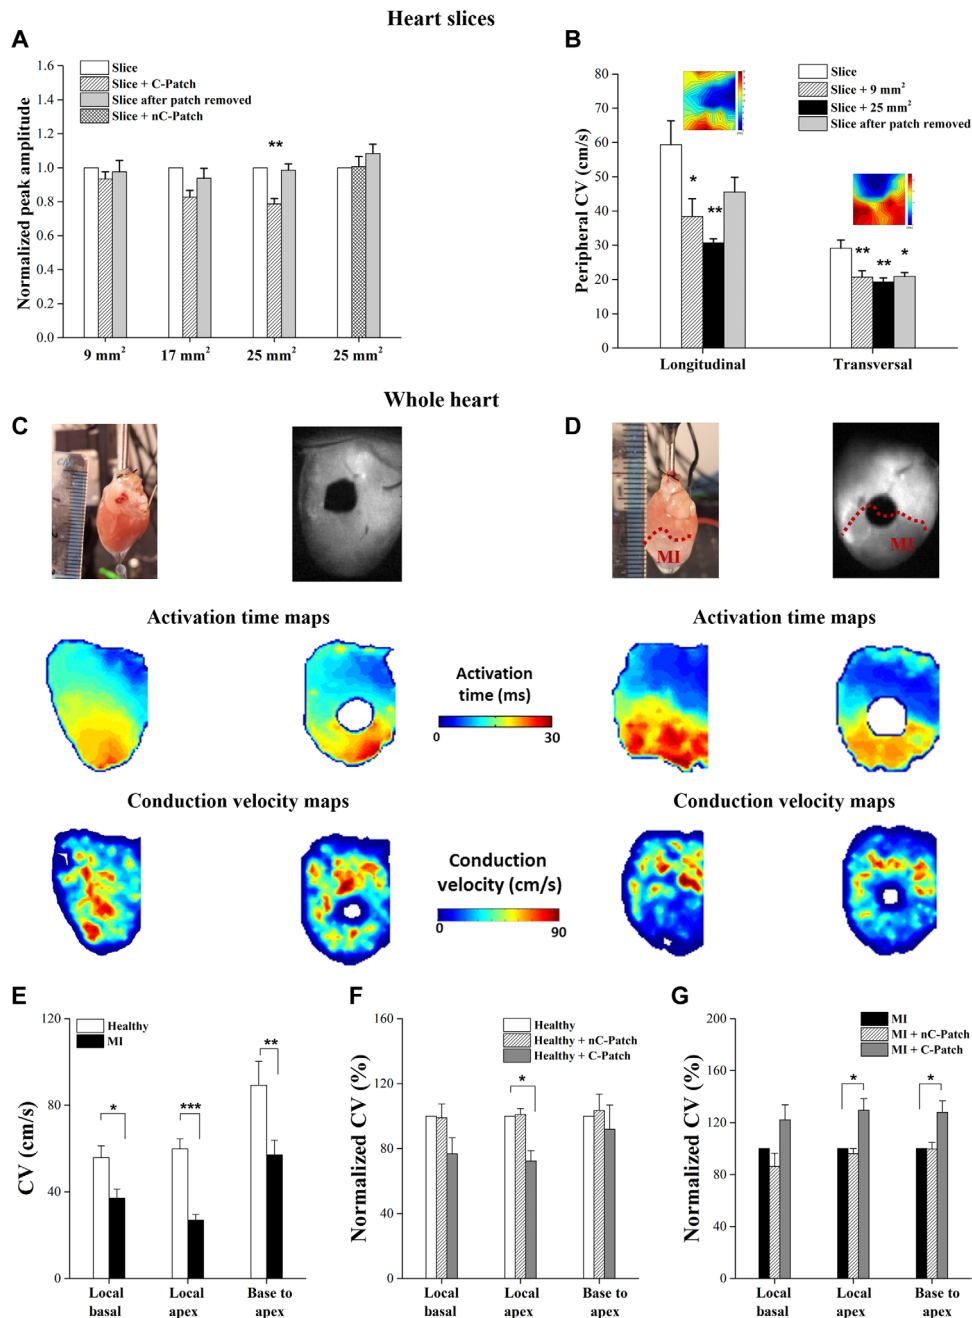 Heart slices
A
Slice
Slice + C-Patch
Slice after patch removed
Slice + nC-Patch
Normalized peak amplitude
1.6
1.4
1.2
1.0
0.8
0.6
0.4
0.2
0.0
**
9 mm²
17 mm²
25 mm²
25 mm²
B
Slice
Slice + 9 mm²
Slice + 25 mm²
Slice after patch removed
Peripheral CV (cm/s)
80
70
60
50
40
30
20
10
0
*
**
**
**
*
Longitudinal
Transversal
Whole heart
C
D
MI
MI
Activation time maps
Activation time maps
Activation
time (ms)
0
30
Conduction velocity maps
Conduction velocity maps
Conduction
velocity (cm/s)
0
90
E
Healthy
MI
CV (cm/s)
120
80
40
0
*
***
**
Local
basal
Local
apex
Base to
apex
F
Healthy
Healthy + nC-Patch
Healthy + C-Patch
Normalized CV (%)
160
120
80
40
0
*
Local
basal
Local
apex
Base to
apex
G
MI
MI + nC-Patch
MI + C-Patch
Normalized CV (%)
200
160
120
80
40
0
*
*
Local
basal
Local
apex
Base to
apex